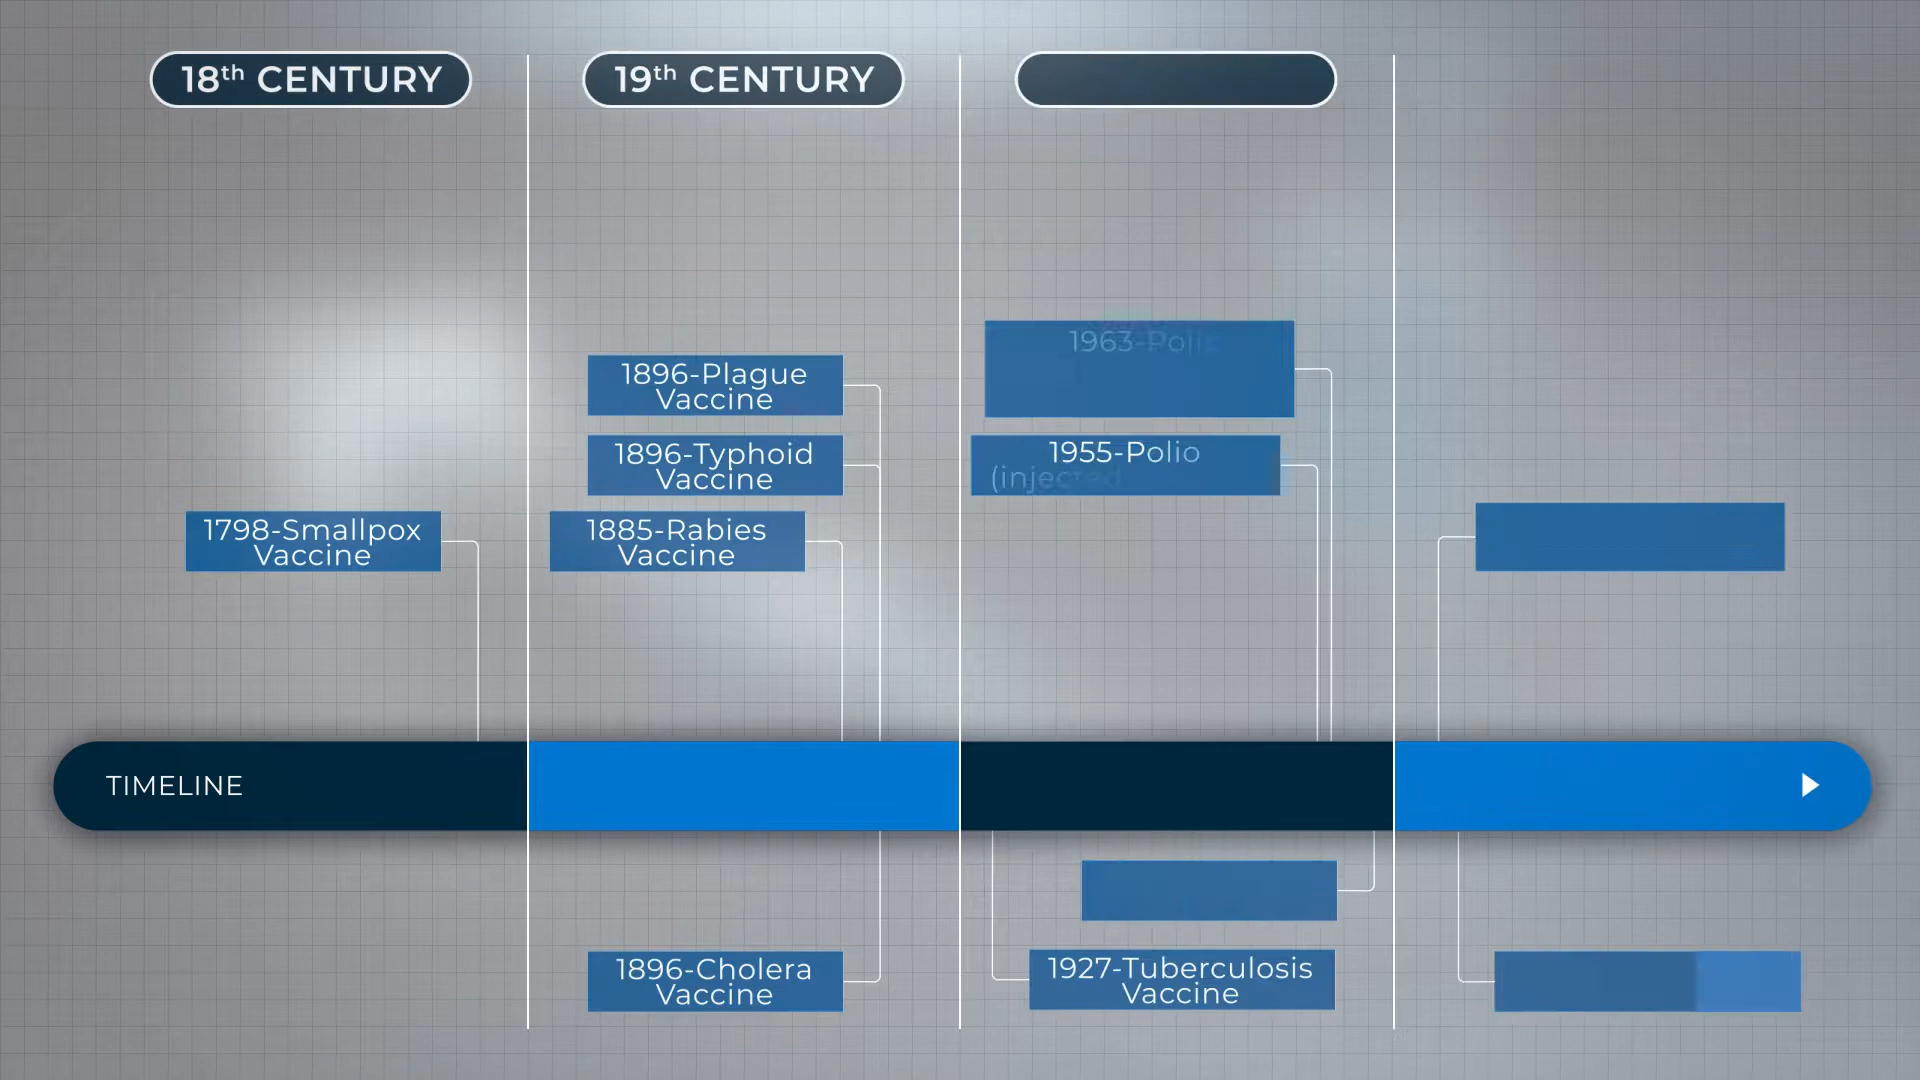 18th CENTURY
19th CENTURY
1963-Polio
1896-Plague
Vaccine
1955-Polio
(injected
1896-Typhoid
Vaccine
1798-Smallpox
Vaccine
1885-Rabies
Vaccine
TIMELINE
1896-Cholera
Vaccine
1927-Tuberculosis
Vaccine